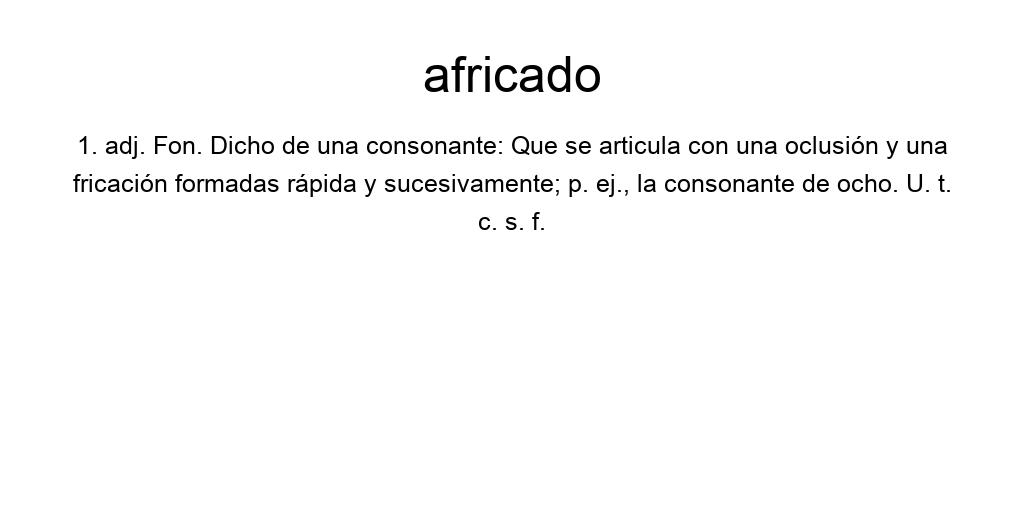 africado
1. adj. Fon. Dicho de una consonante: Que se articula con una oclusión y una
fricación formadas rápida y sucesivamente; p. ej., la consonante de ocho. U. t.
c. s. f.